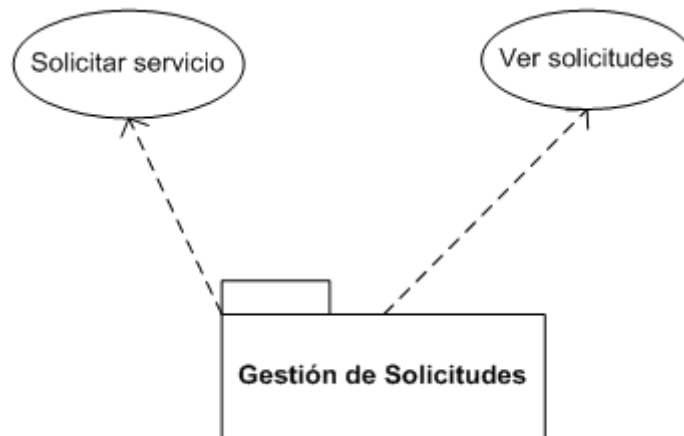 Solicitar servicio
Ver solicitudes
Gestión de Solicitudes